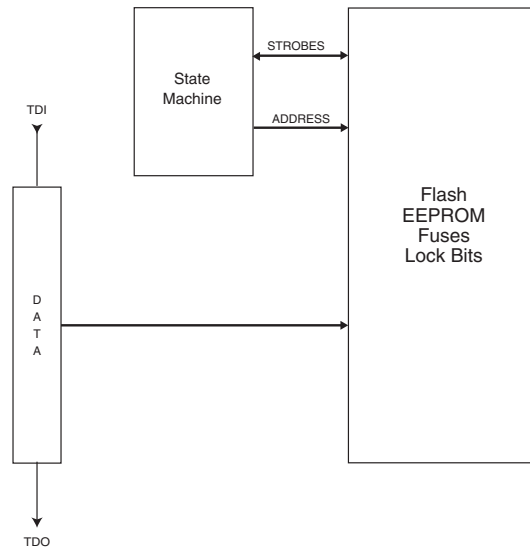 STROBES
State
Machine
ADDRESS
TDI
Flash
EEPROM
Fuses
Lock Bits
D
A
T
A
TDO